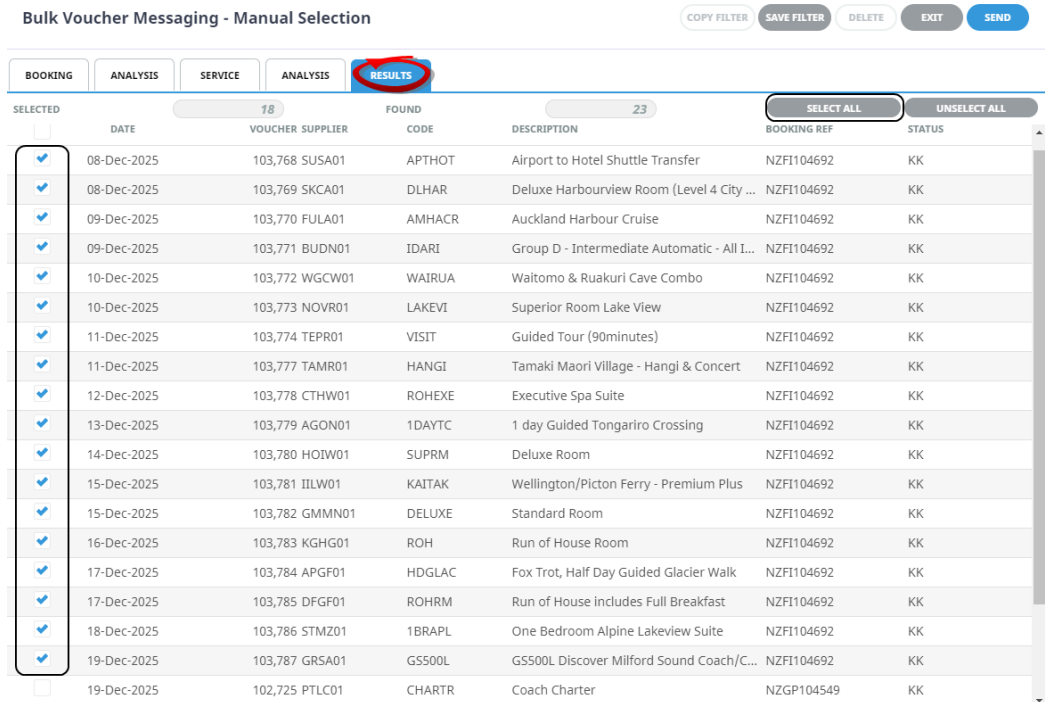 Bulk Voucher Messaging - Manual Selection COPY FILTER SAVE FILTER DELETE EXIT SEND
BOOKING ANALYSIS SERVICE ANALYSIS RESULTS
SELECTED 18 FOUND 23 SELECT ALL UNSELECT ALL
DATE VOUCHER SUPPLIER CODE DESCRIPTION BOOKING REF STATUS
08-Dec-2025 103,768 SUSA01 APTHOT Airport to Hotel Shuttle Transfer NZFI104692 KK
08-Dec-2025 103,769 SKCA01 DLHAR Deluxe Harbourview Room (Level 4 City ... NZFI104692 KK
09-Dec-2025 103,770 FULA01 AMHACR Auckland Harbour Cruise NZFI104692 KK
09-Dec-2025 103,771 BUDN01 IDARI Group D - Intermediate Automatic - All I... NZFI104692 KK
10-Dec-2025 103,772 WGCW01 WAIRUA Waitomo & Ruakuri Cave Combo NZFI104692 KK
10-Dec-2025 103,773 NOVR01 LAKEVI Superior Room Lake View NZFI104692 KK
11-Dec-2025 103,774 TEPR01 VISIT Guided Tour (90minutes) NZFI104692 KK
11-Dec-2025 103,777 TAMR01 HANGI Tamaki Maori Village - Hangi & Concert NZFI104692 KK
12-Dec-2025 103,778 CTHW01 ROHEXE Executive Spa Suite NZFI104692 KK
13-Dec-2025 103,779 AGON01 1DAYTC 1 day Guided Tongariro Crossing NZFI104692 KK
14-Dec-2025 103,780 HOIW01 SUPRM Deluxe Room NZFI104692 KK
15-Dec-2025 103,781 IILW01 KAITAK Wellington/Picton Ferry - Premium Plus NZFI104692 KK
15-Dec-2025 103,782 GMMN01 DELUXE Standard Room NZFI104692 KK
16-Dec-2025 103,783 KGHG01 ROH Run of House Room NZFI104692 KK
17-Dec-2025 103,784 APGF01 HDGLAC Fox Trot, Half Day Guided Glacier Walk NZFI104692 KK
17-Dec-2025 103,785 DFGF01 ROHRM Run of House includes Full Breakfast NZFI104692 KK
18-Dec-2025 103,786 STMZ01 1BRAPL One Bedroom Alpine Lakeview Suite NZFI104692 KK
19-Dec-2025 103,787 GRSA01 GS500L GS500L Discover Milford Sound Coach/C... NZFI104692 KK
19-Dec-2025 102,725 PTLC01 CHARTR Coach Charter NZGP104549 KK